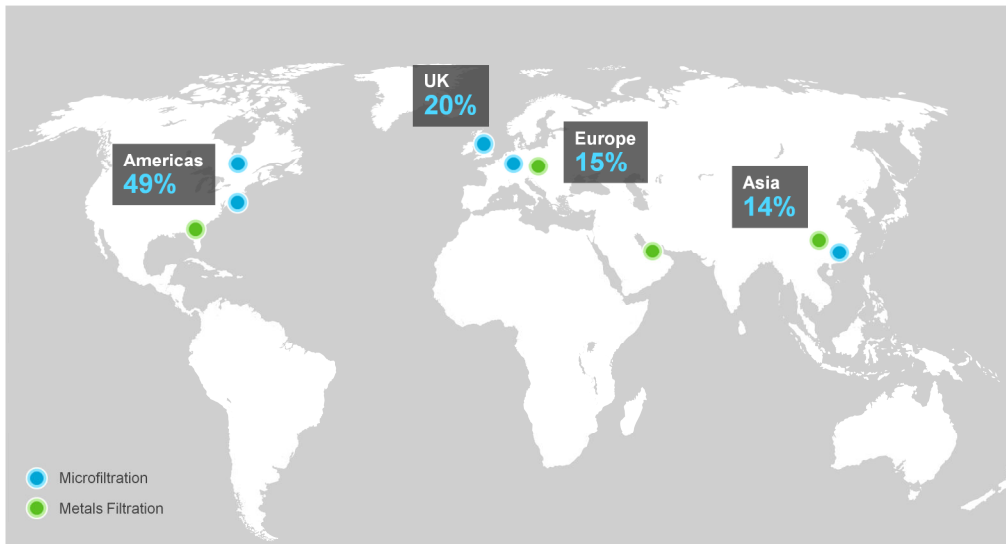 UK
20%
Americas
49%
Europe
15%
Asia
14%
Microfiltration
Metals Filtration